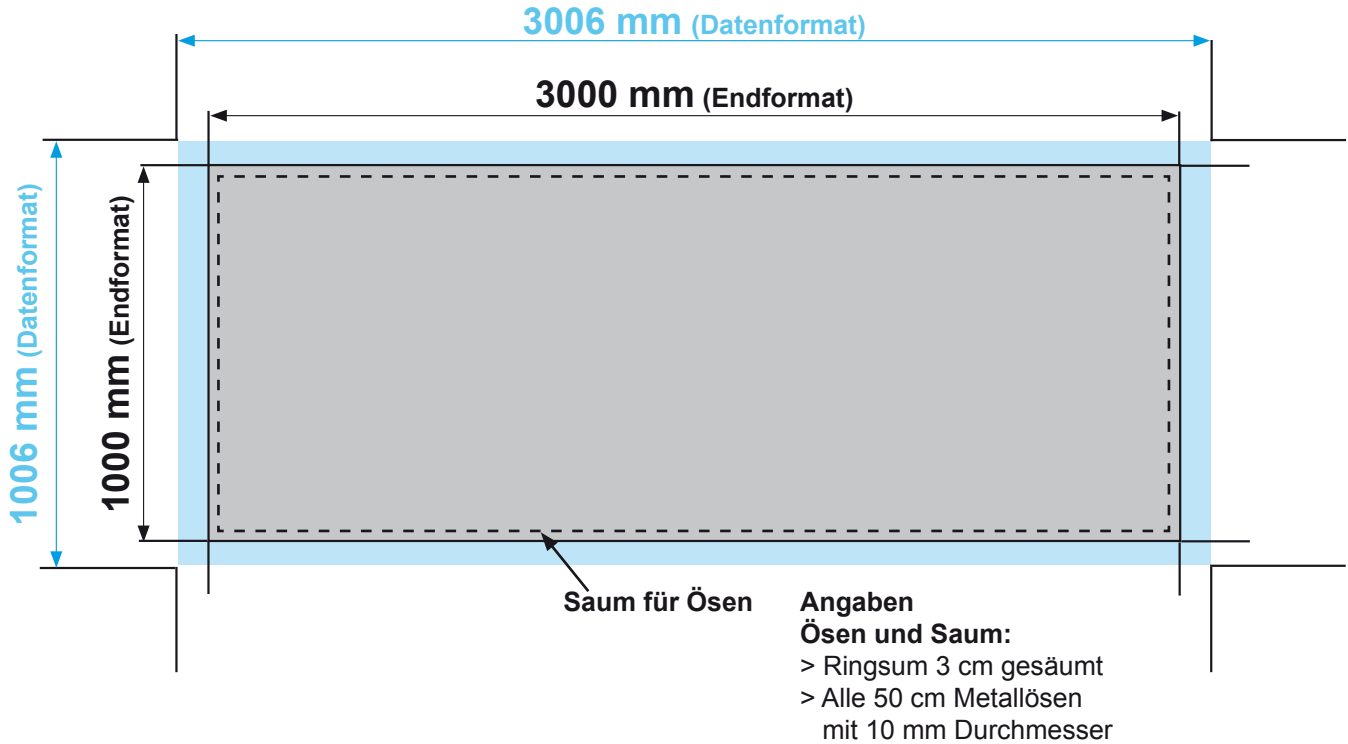 3006 mm (Datenformat)
3000 mm (Endformat)
1006 mm (Datenformat)
1000 mm (Endformat)
Saum für Ösen
Angaben
Ösen und Saum:
> Ringsum 3 cm gesäumt
> Alle 50 cm Metallösen
mit 10 mm Durchmesser